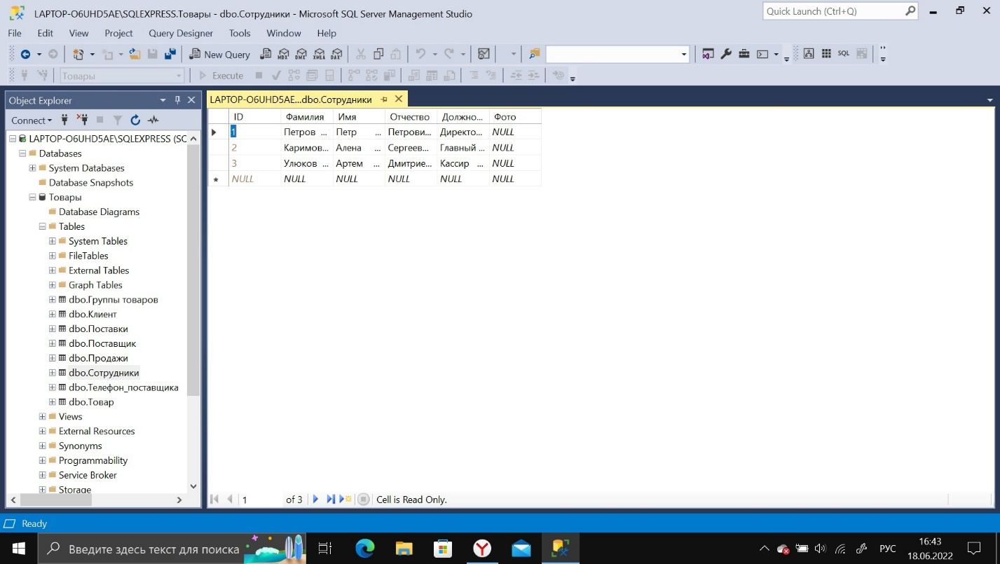 LAPTOP-O6UHD5AE\SQLEXPRESS.Товары - dbo.Сотрудники - Microsoft SQL Server Management Studio
Quick Launch (Ctrl+Q)
File Edit View Project Query Designer Tools Window Help
New Query MDX DMX XMLA DAX SQL
Товары Execute
Object Explorer
LAPTOP-O6UHD5AE...dbo.Сотрудники
Connect
ID Фамилия Имя Отчество Должно... Фото
1 Петров ... Петр ... Петрови... Директо... NULL
2 Каримов... Алена ... Сергеев... Главный ... NULL
3 Улюков ... Артем ... Дмитрие... Кассир ... NULL
NULL NULL NULL NULL NULL NULL
LAPTOP-O6UHD5AE\SQLEXPRESS (SC
Databases
System Databases
Database Snapshots
Товары
Database Diagrams
Tables
System Tables
FileTables
External Tables
Graph Tables
dbo.Группы товаров
dbo.Клиент
dbo.Поставки
dbo.Поставщик
dbo.Продажи
dbo.Сотрудники
dbo.Телефон_поставщика
dbo.Товар
Views
External Resources
Synonyms
Programmability
Service Broker
Storage
1 of 3 Cell is Read Only.
Ready
Введите здесь текст для поиска
РУС
16:43
18.06.2022